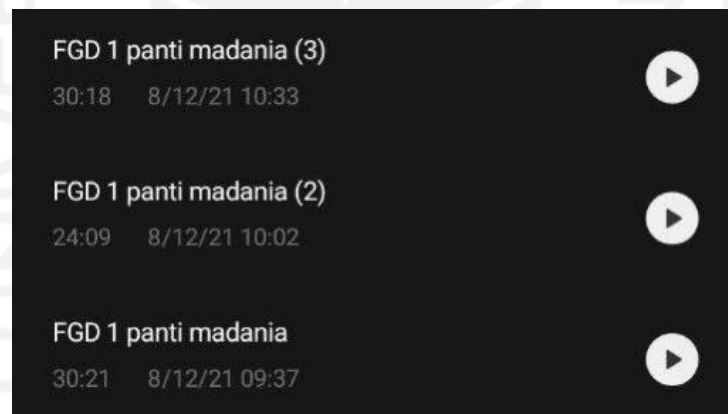 FGD 1 panti madania (3)
30:18 8/12/21 10:33
FGD 1 panti madania (2)
24:09 8/12/21 10:02
FGD 1 panti madania
30:21 8/12/21 09:37